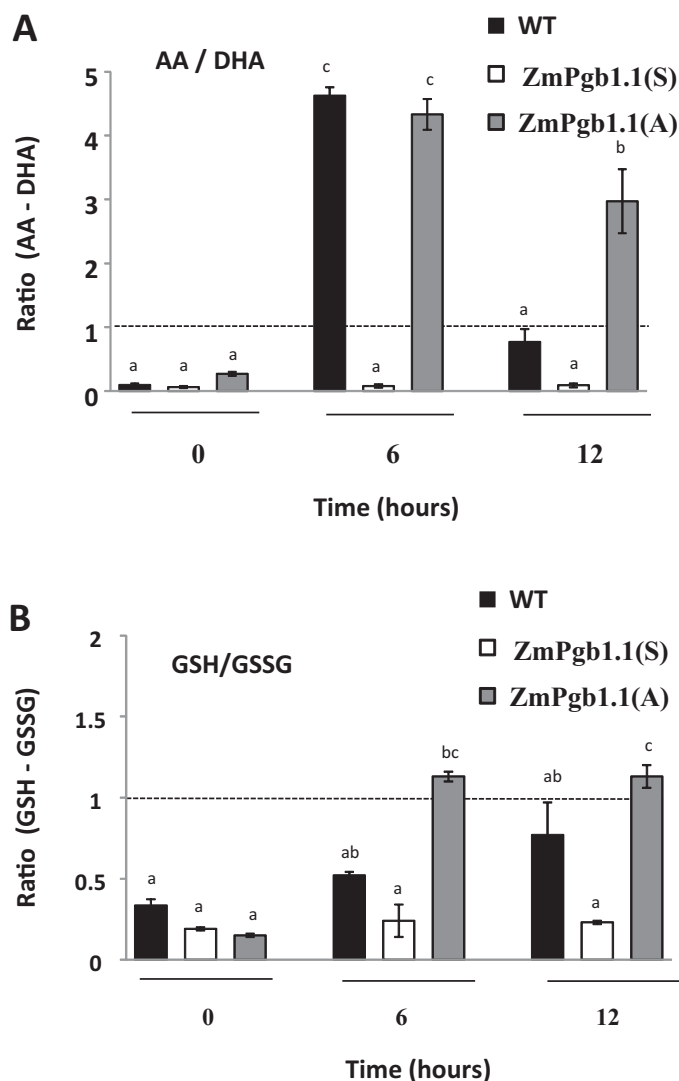 A
AA / DHA
WT
ZmPgb1.1(S)
ZmPgb1.1(A)
Ratio (AA - DHA)
5
4
3
2
1
0
a
a
a
c
a
c
a
a
b
0
6
12
Time (hours)
B
GSH/GSSG
WT
ZmPgb1.1(S)
ZmPgb1.1(A)
Ratio (GSH - GSSG)
2
1.5
1
0.5
0
a
a
a
ab
a
bc
ab
a
c
0
6
12
Time (hours)